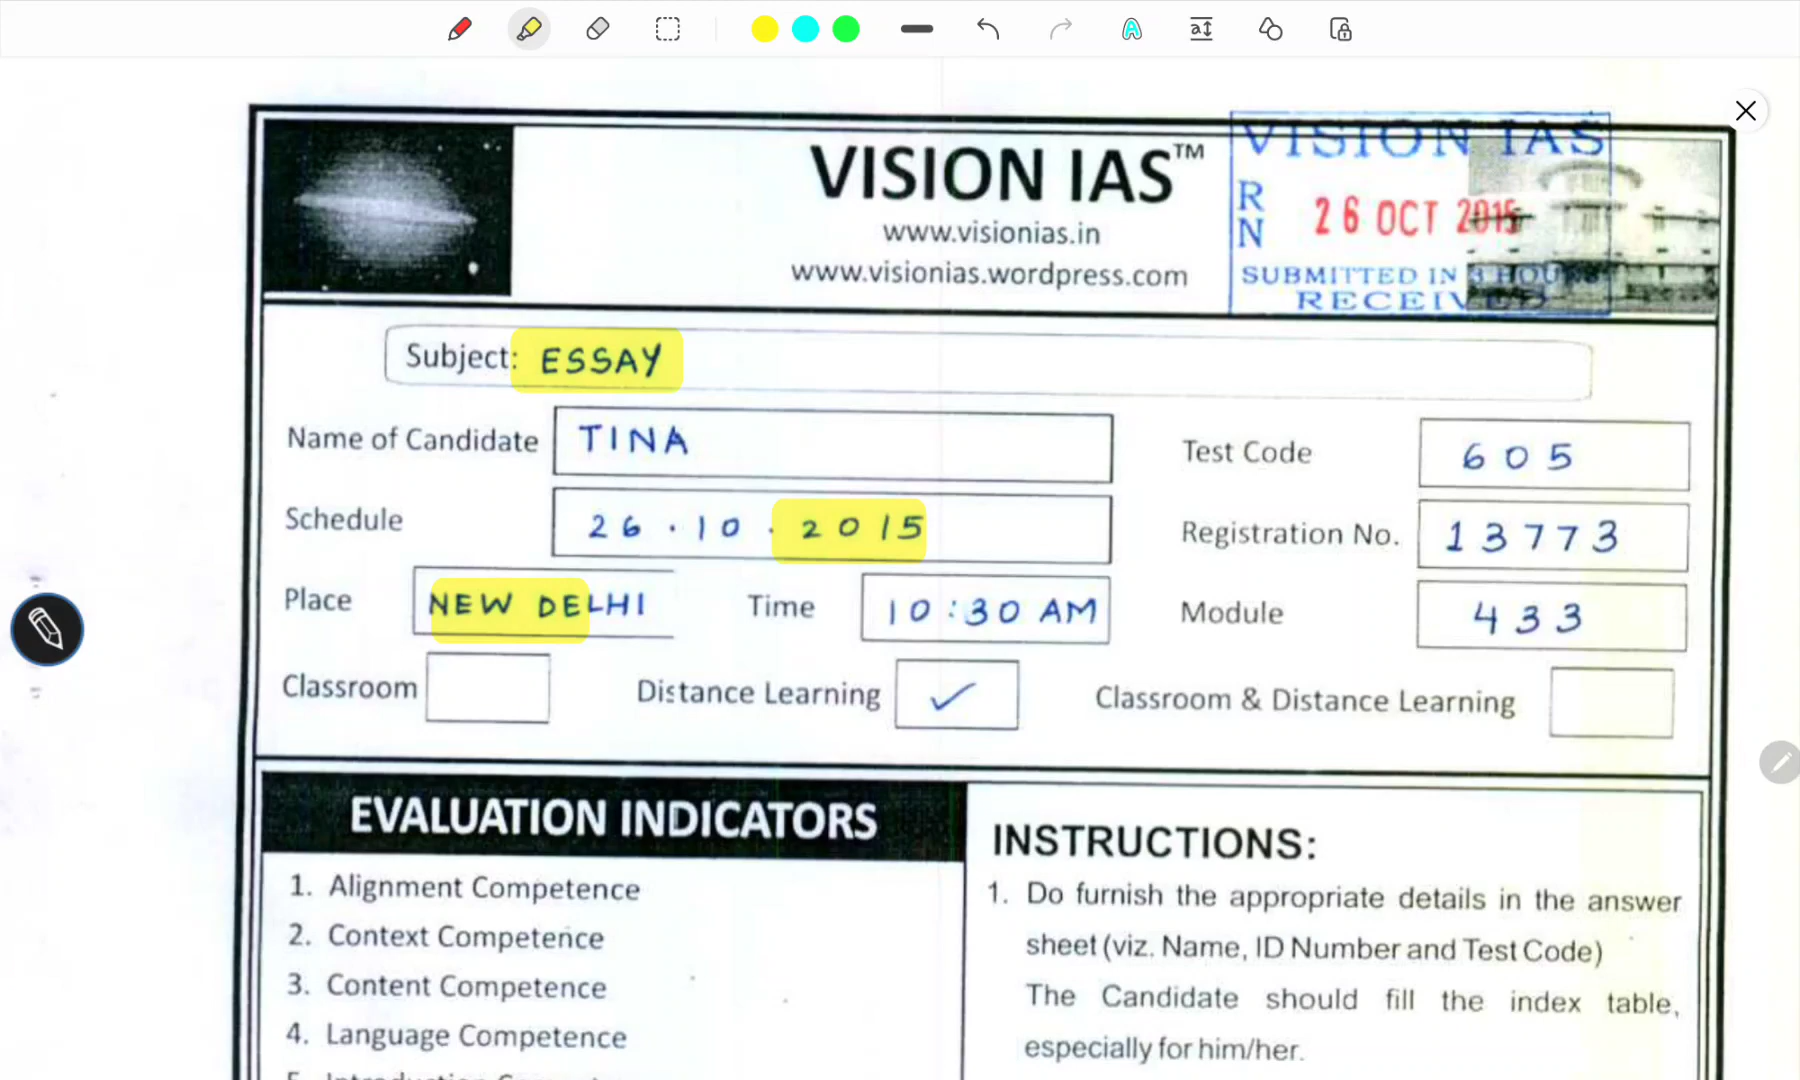 VISION IAS™
www.visionias.in
www.visionias.wordpress.com
VISION IAS
RN 26 OCT 2015
SUBMITTED IN 3 HOURS
RECEIVED
Subject: ESSAY
Name of Candidate TINA
Test Code 605
Schedule 26.10.2015
Registration No. 13773
Place NEW DELHI Time 10:30 AM
Module 433
Classroom Distance Learning ✓ Classroom & Distance Learning
EVALUATION INDICATORS
1. Alignment Competence
2. Context Competence
3. Content Competence
4. Language Competence
INSTRUCTIONS:
1. Do furnish the appropriate details in the answer
sheet (viz. Name, ID Number and Test Code)
The Candidate should fill the index table,
especially for him/her.